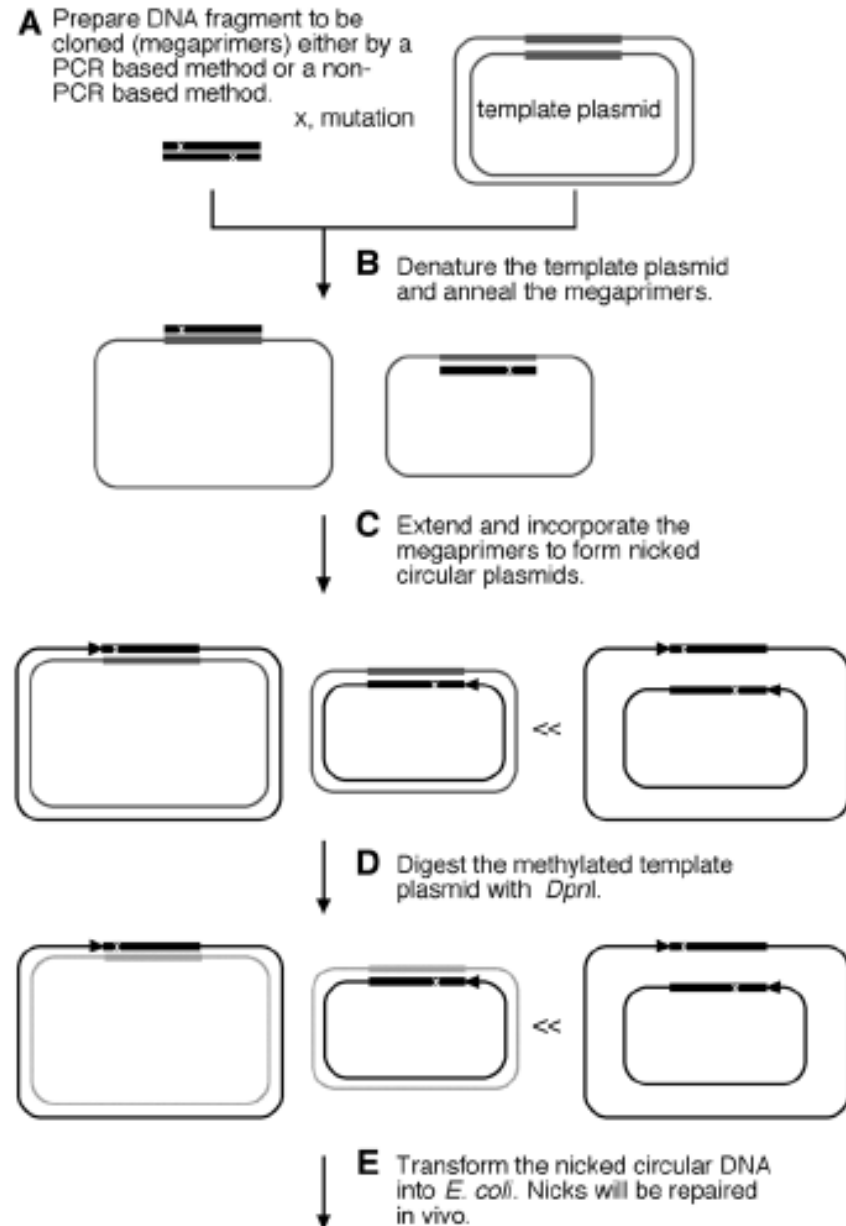 A Prepare DNA fragment to be
cloned (megaprimers) either by a
PCR based method or a non-
PCR based method.
x, mutation
template plasmid
B Denature the template plasmid
and anneal the megaprimers.
C Extend and incorporate the
megaprimers to form nicked
circular plasmids.
<<
D Digest the methylated template
plasmid with DpnI.
<<
E Transform the nicked circular DNA
into E. coli. Nicks will be repaired
in vivo.